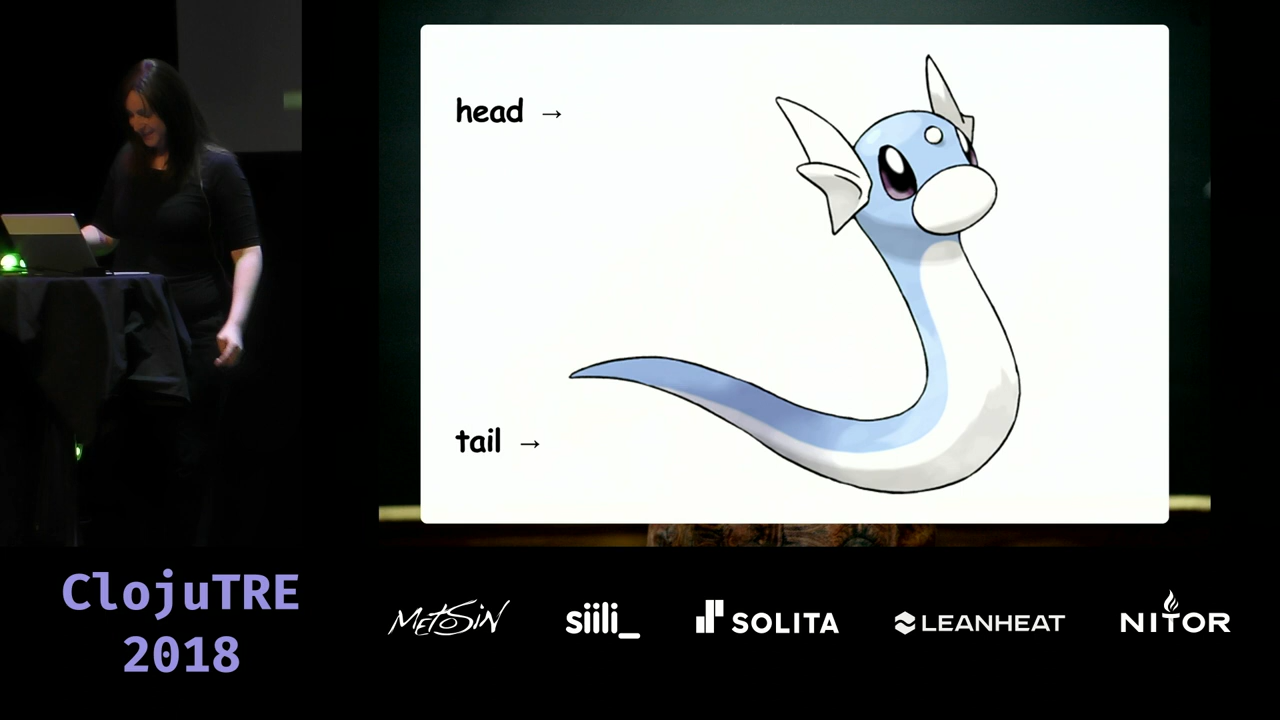 head →
tail →
ClojuTRE
2018
METOSIN
siili_
SOLITA
LEANHEAT
NITOR